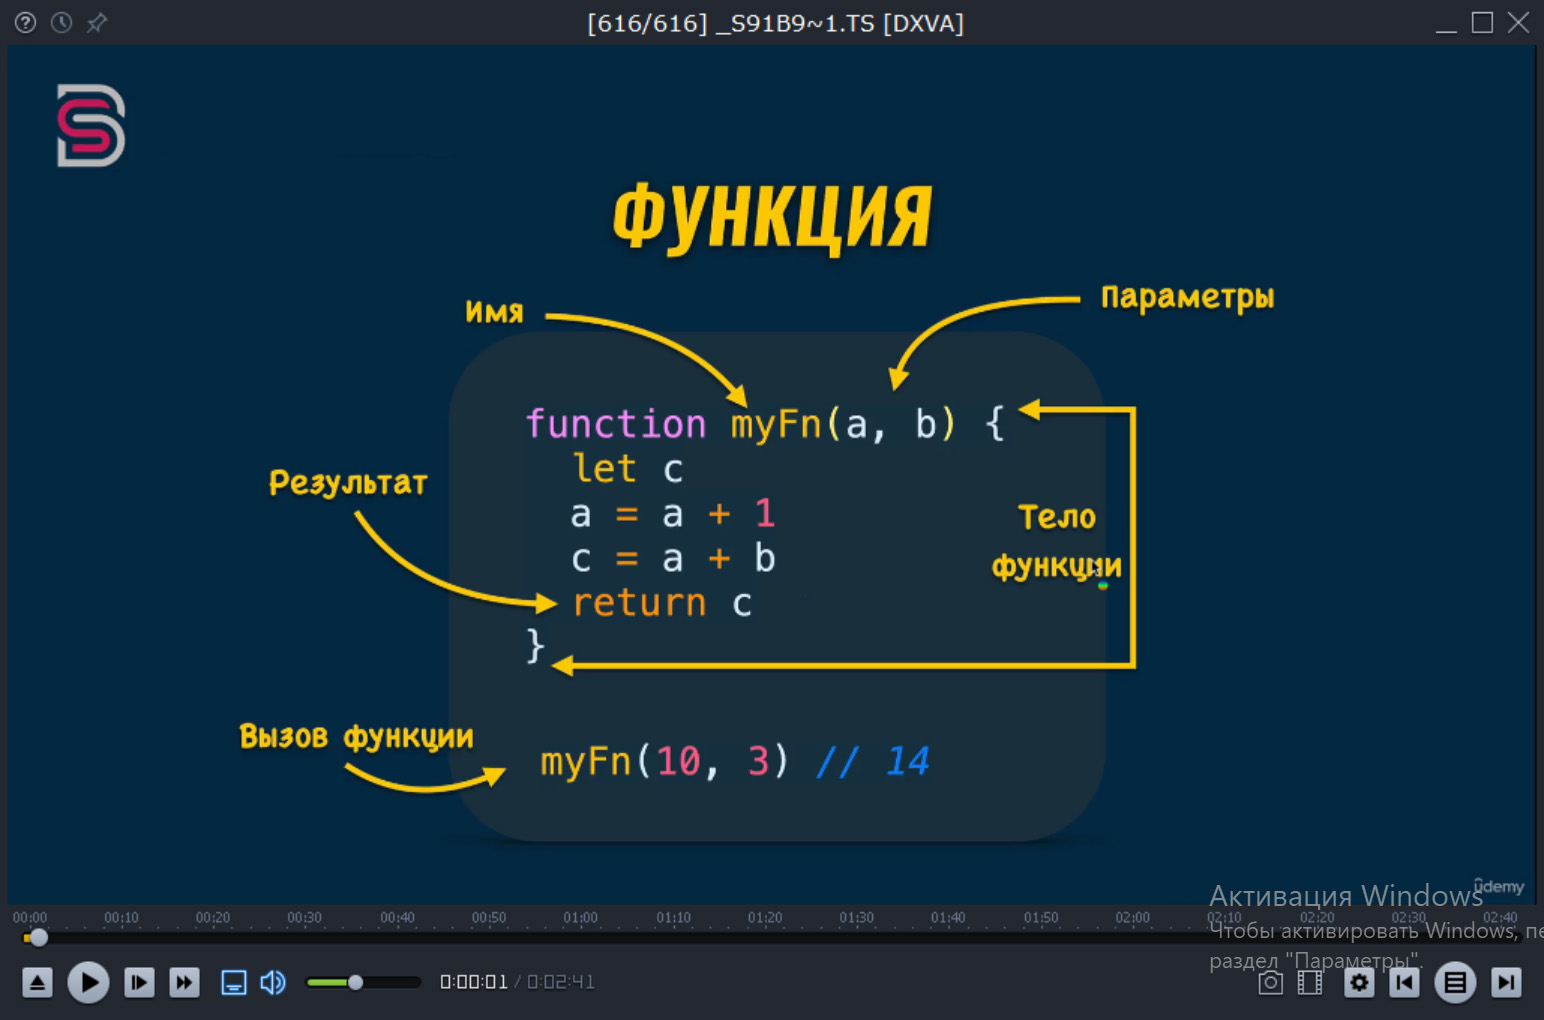 [616/616] _S91B9~1.TS [DXVA]
ФУНКЦИЯ
Имя
Параметры
function myFn(a, b) {
let c
Результат
a = a + 1
Тело
c = a + b
функции
return c
}
Вызов функции
myFn(10, 3) // 14
ûdemy
Активация Windows
00:00 00:10 00:20 00:30 00:40 00:50 01:00 01:10 01:20 01:30 01:40 01:50 02:00 02:10 02:20 02:30 02:40
Чтобы активировать Windows, пе
раздел "Параметры".
0:00:01 / 0:02:41